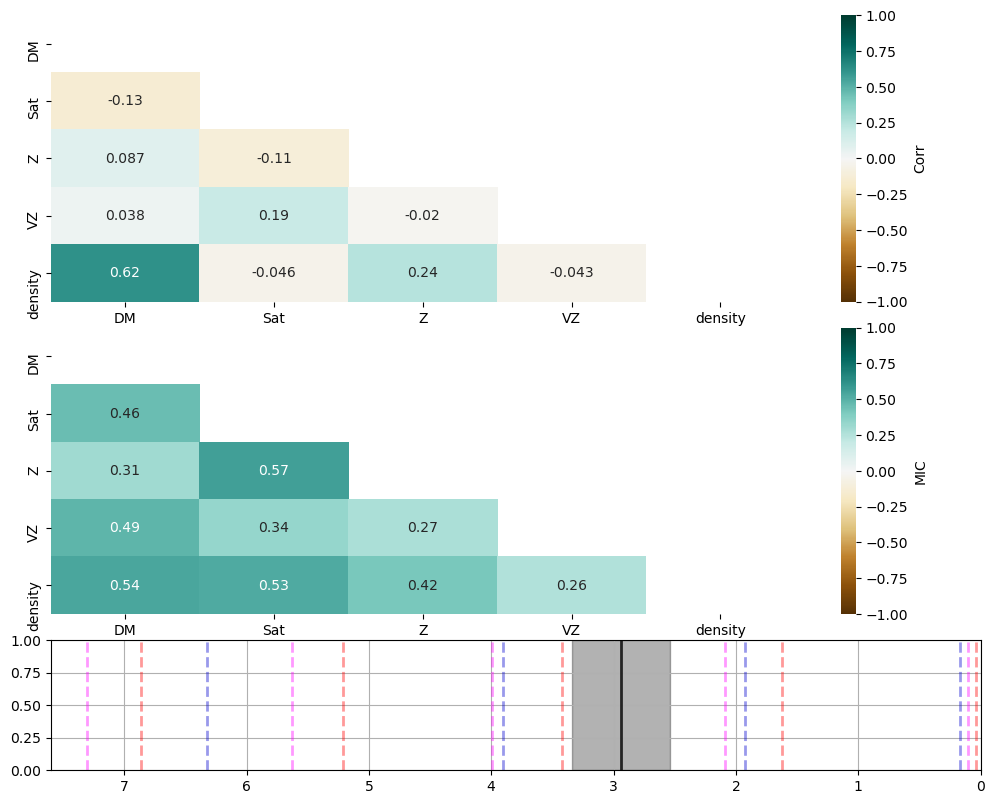 DM
Sat
Z
VZ
density
-0.13
0.087 -0.11
0.038 0.19 -0.02
0.62 -0.046 0.24 -0.043
DM Sat Z VZ density
1.00
0.75
0.50
0.25
0.00
−0.25
−0.50
−0.75
−1.00
Corr
DM
Sat
Z
VZ
density
0.46
0.31 0.57
0.49 0.34 0.27
0.54 0.53 0.42 0.26
DM Sat Z VZ density
1.00
0.75
0.50
0.25
0.00
−0.25
−0.50
−0.75
−1.00
MIC
1.00
0.75
0.50
0.25
0.00
7 6 5 4 3 2 1 0